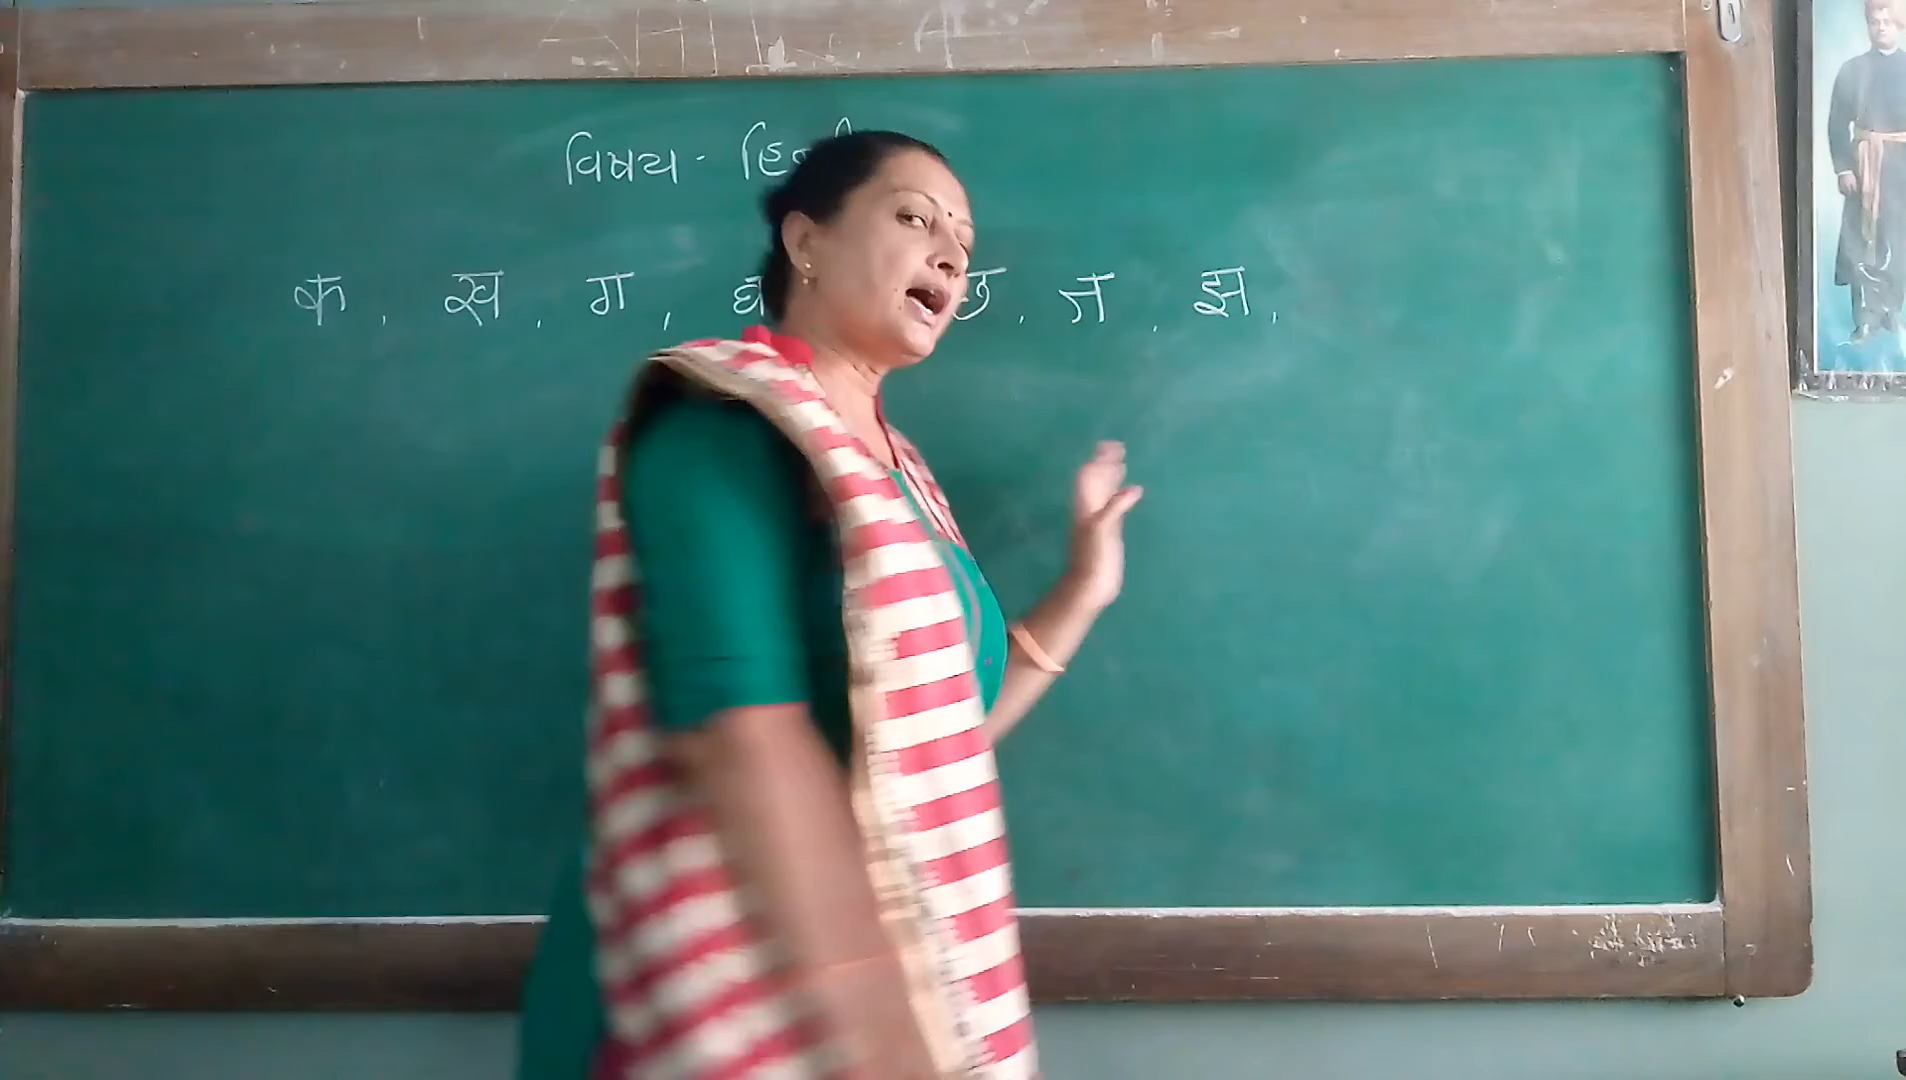 विषय - हि
क, ख, ग, घ छ, ज, झ,